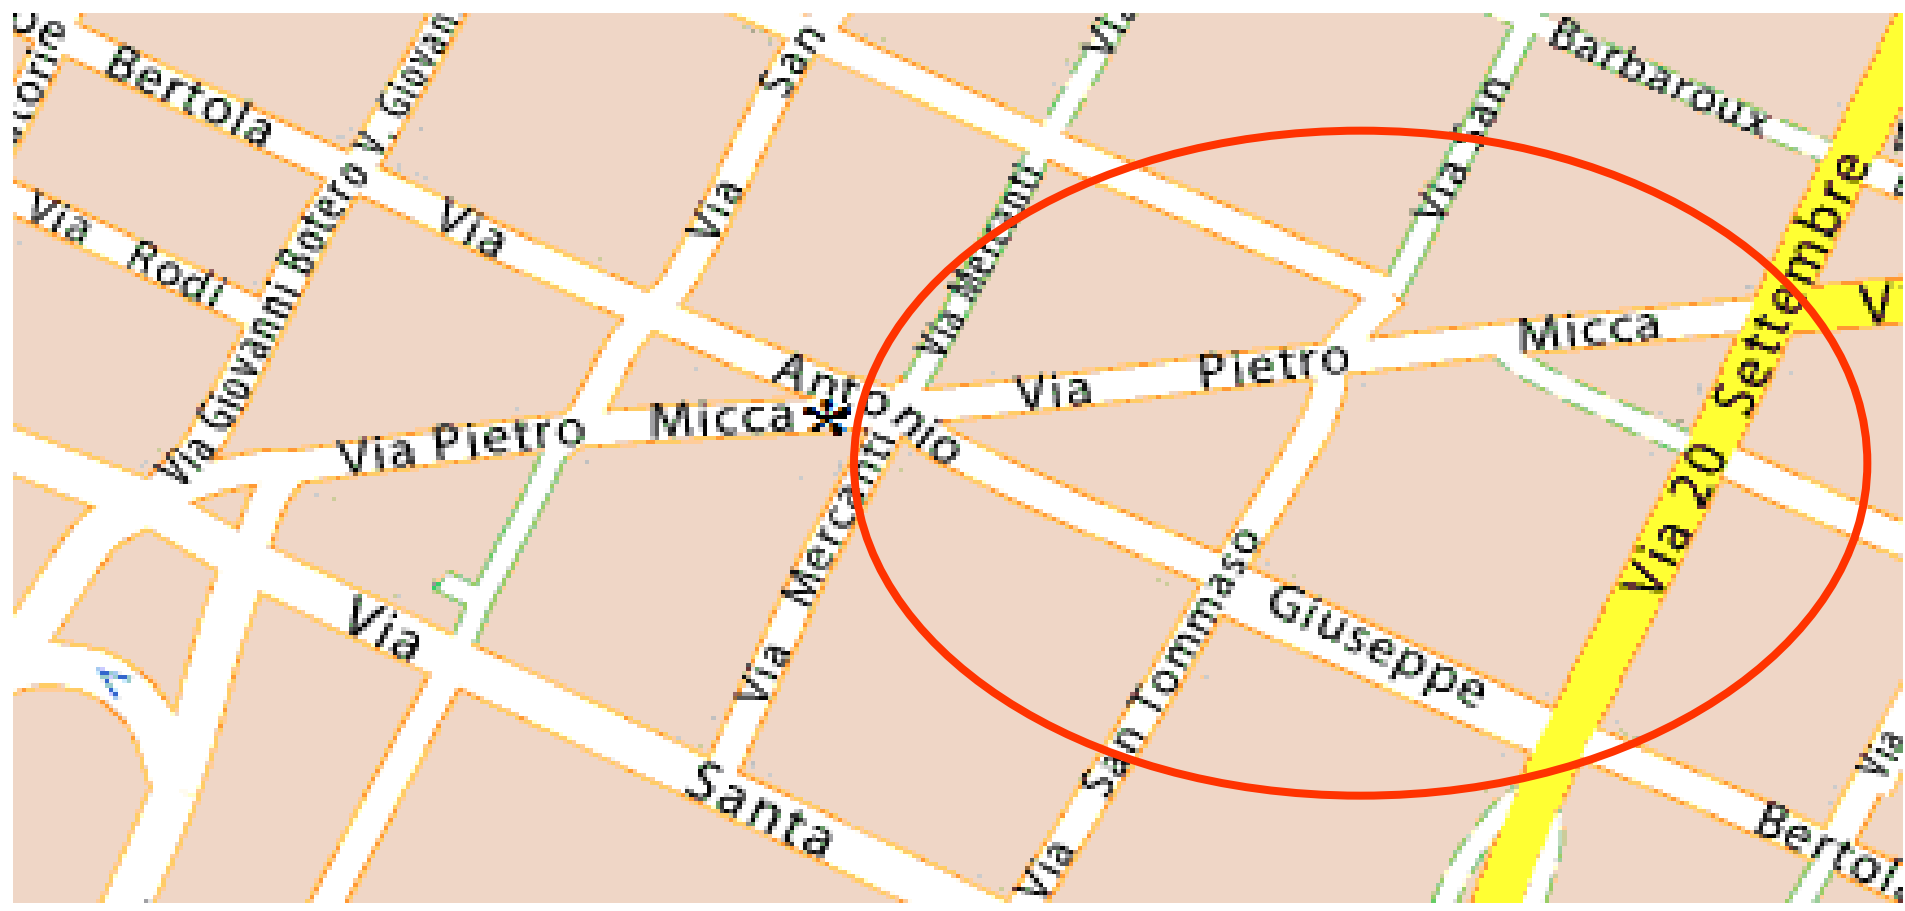 Bertola
Via Giovanni Botero
v. Giovan
Via San
Via
Via Mercanti
Via San
Barbaroux
Via Rodi
Via
Antonio
Via Pietro Micca
Via Pietro Micca
V
Via 20 Settembre
Via Mercanti
Giuseppe
Via San Tommaso
Via Santa
Via
Bertola